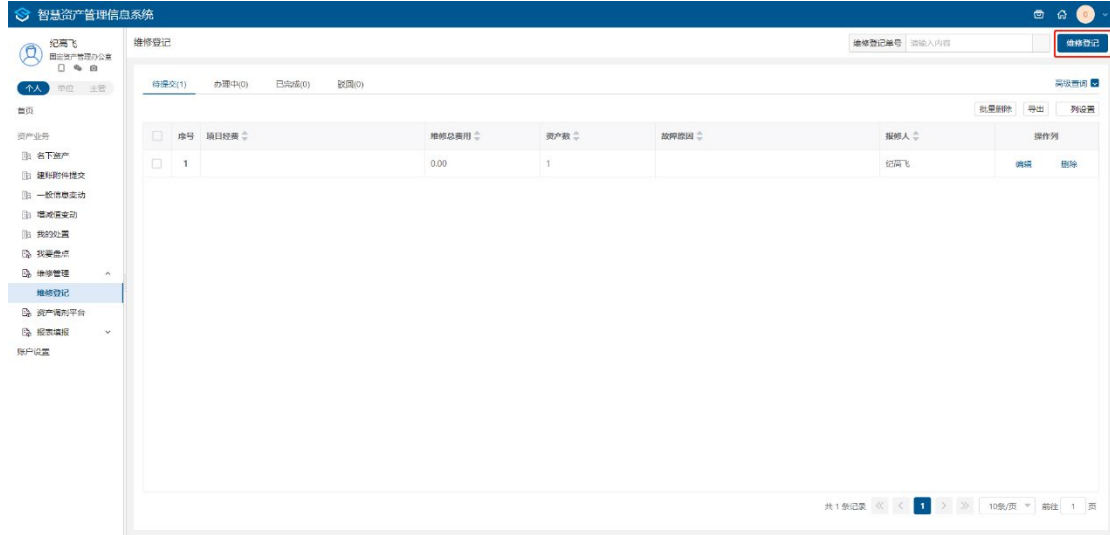 智慧资产管理信息系统
0
纪高飞
固定资产管理办公室
个人 单位 主管
首页
资产业务
名下资产
建账附件提交
一般信息变动
增减值变动
我的处置
我要盘点
维修管理
维修登记
资产调剂平台
报表填报
账户设置
维修登记
维修登记单号 请输入内容
维修登记
待提交(1) 办理中(0) 已完成(0) 驳回(0)
高级查询
批量删除 导出 列设置
序号 项目经费 维修总费用 资产数 故障原因 报修人 操作列
1 0.00 1 纪高飞 编辑 删除
共 1 条记录 1 10条/页 前往 1 页